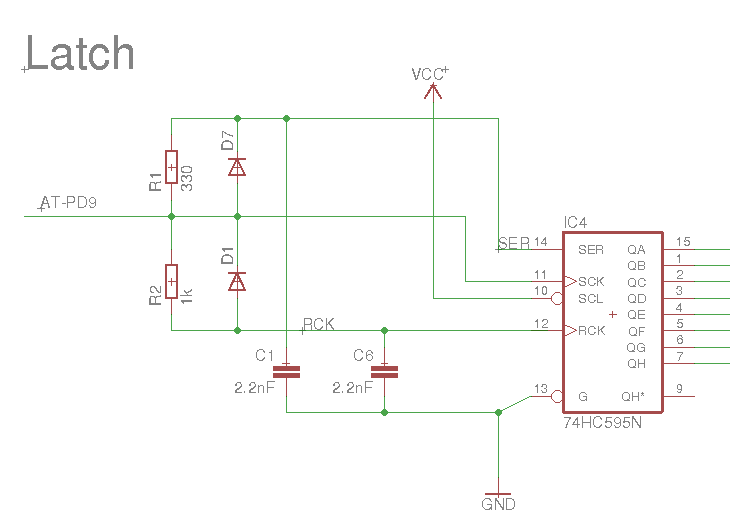 Latch
VCC
D7
R1
330
AT-PD9
IC4
SER 14
SER
QA
15
QB
1
11
SCK
QC
2
10
SCL
QD
3
QE
4
D1
R2
1k
RCK
12
RCK
QF
5
QG
6
QH
7
C1
C6
2.2nF
2.2nF
13
G
QH*
9
74HC595N
GND